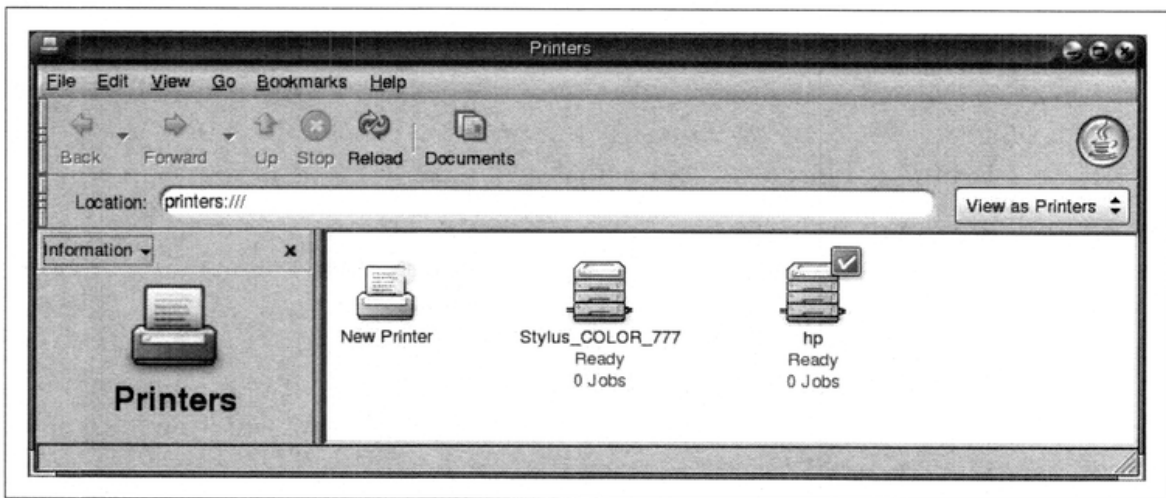 Printers
File Edit View Go Bookmarks Help
Back Forward Up Stop Reload Documents
Location: printers:/// View as Printers
Information x
Printers
New Printer
Stylus_COLOR_777
Ready
0 Jobs
hp
Ready
0 Jobs